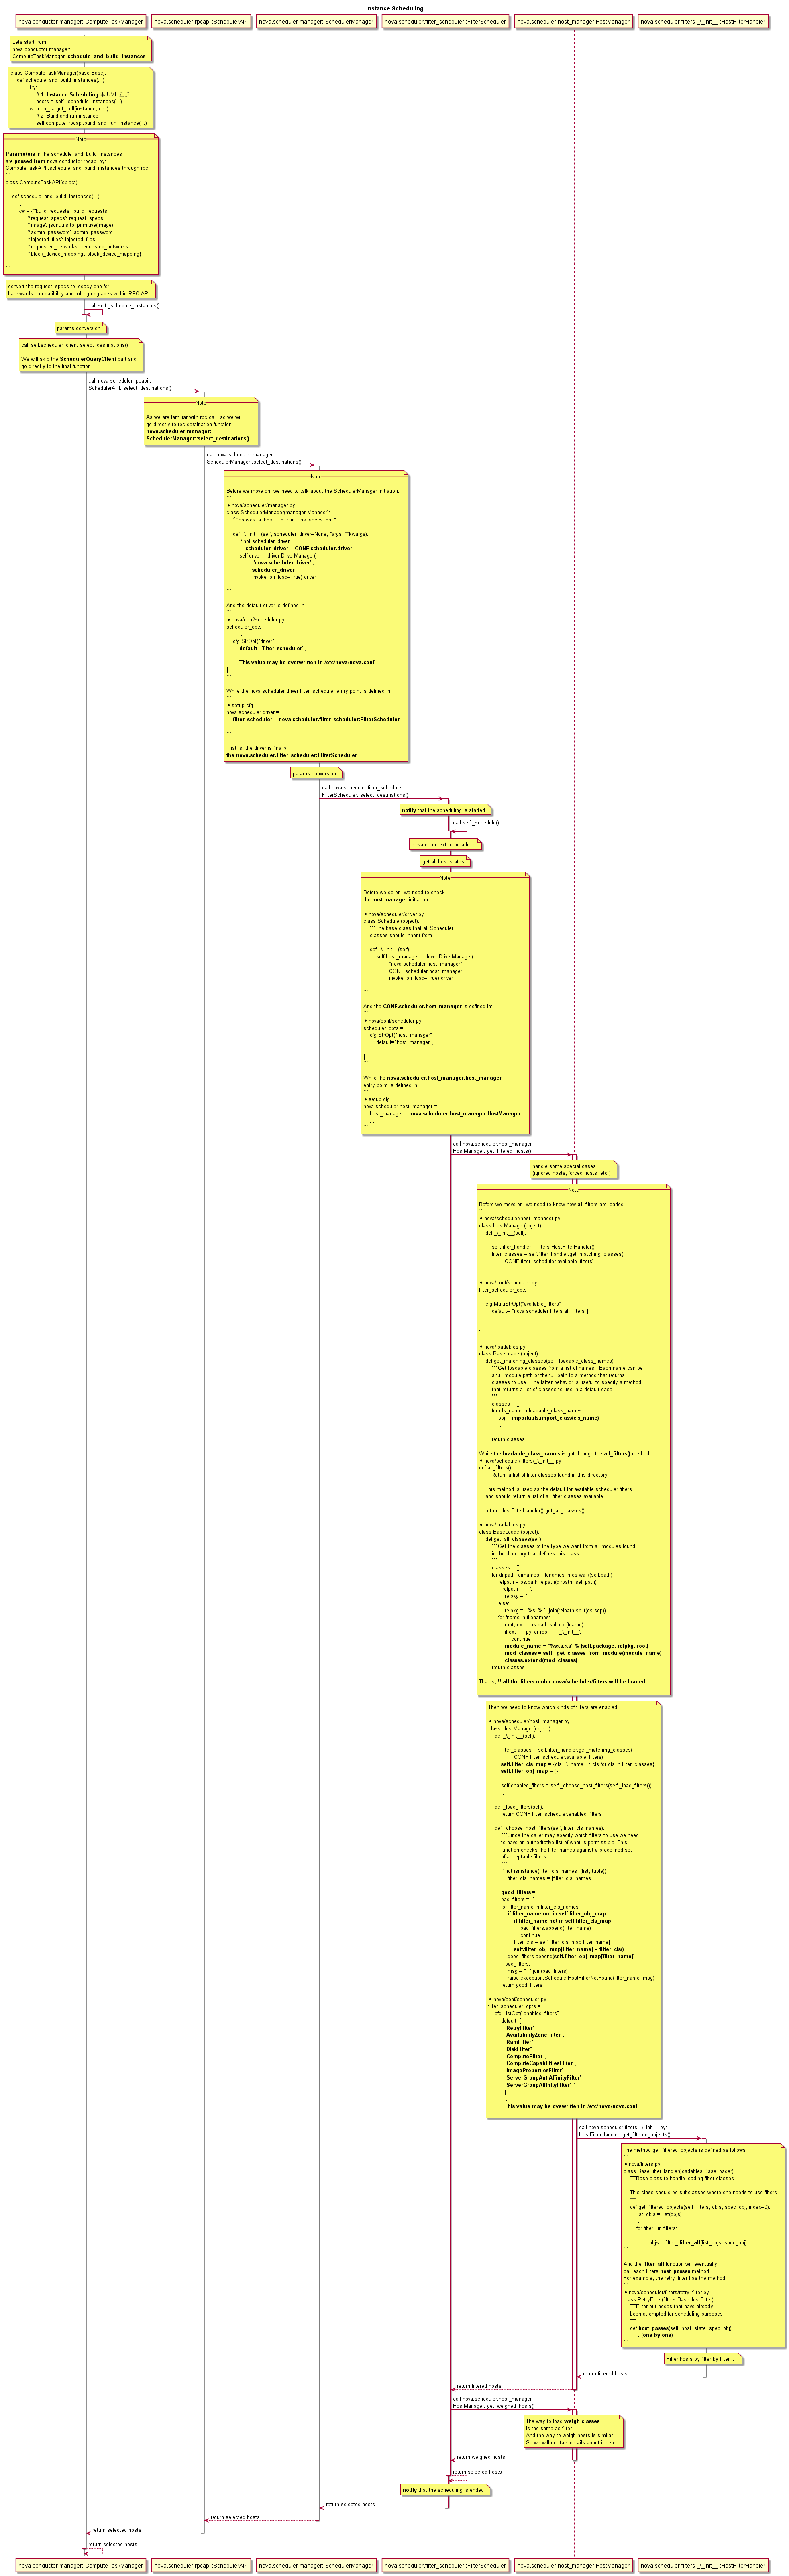 Instance Scheduling
nova.conductor.manager::ComputeTaskManager
nova.scheduler.rpcapi::SchedulerAPI
nova.scheduler.manager::SchedulerManager
nova.scheduler.filter_scheduler::FilterScheduler
nova.scheduler.host_manager:HostManager
nova.scheduler.filters._\_init__::HostFilterHandler
Lets start from
nova.conductor.manager::
ComputeTaskManager::schedule_and_build_instances
class ComputeTaskManager(base.Base):
def schedule_and_build_instances(...)
try:
# 1. Instance Scheduling 本 UML 重点
hosts = self._schedule_instances(...)
with obj_target_cell(instance, cell):
# 2. Build and run instance
self.compute_rpcapi.build_and_run_instance(...)
Note
Parameters in the schedule_and_build_instances
are passed from nova.conductor.rpcapi.py::
ComputeTaskAPI::schedule_and_build_instances through rpc:
```
class ComputeTaskAPI(object):
...
def schedule_and_build_instances(...):
...
kw = {"'build_requests': build_requests,
"'request_specs': request_specs,
"'image': jsonutils.to_primitive(image),
"'admin_password': admin_password,
"'injected_files': injected_files,
"'requested_networks': requested_networks,
"'block_device_mapping': block_device_mapping}
...
```
convert the request_specs to legacy one for
backwards compatibility and rolling upgrades within RPC API
call self._schedule_instances()
params conversion
call self.scheduler_client.select_destinations()
We will skip the SchedulerQueryClient part and
go directly to the final function
call nova.scheduler.rpcapi.::
SchedulerAPI::select_destinations()
Note
As we are familiar with rpc call, so we will
go directly to rpc destination function
nova.scheduler.manager::
SchedulerManager::select_destinations()
call nova.scheduler.manager::
SchedulerManager::select_destinations()
Note
Before we move on, we need to talk about the SchedulerManager initiation:
```
● nova/scheduler/manager.py
class SchedulerManager(manager.Manager):
"Chooses a host to run instances on."
...
def _\_init__(self, scheduler_driver=None, *args, **kwargs):
if not scheduler_driver:
scheduler_driver = CONF.scheduler.driver
self.driver = driver.DriverManager(
"nova.scheduler.driver",
scheduler_driver,
invoke_on_load=True).driver
...
```
And the default driver is defined in:
```
● nova/conf/scheduler.py
scheduler_opts = [
...
cfg.StrOpt("driver",
default="filter_scheduler",
...
This value may be overwritten in /etc/nova/nova.conf
]
```
While the nova.scheduler.driver.filter_scheduler entry point is defined in:
```
● setup.cfg
nova.scheduler.driver =
filter_scheduler = nova.scheduler.filter_scheduler:FilterScheduler
...
```
That is, the driver is finally
the nova.scheduler.filter_scheduler:FilterScheduler
params conversion
call nova.scheduler.filter_scheduler::
FilterScheduler::select_destinations()
notify that the scheduling is started
call self._schedule()
elevate context to be admin
get all host states
Note
Before we go on, we need to check
the host manager initiation.
```
● nova/scheduler/driver.py
class Scheduler(object):
"""The base class that all Scheduler
classes should inherit from."""
def _\_init__(self):
self.host_manager = driver.DriverManager(
"nova.scheduler.host_manager",
CONF.scheduler.host_manager,
invoke_on_load=True).driver
...
```
And the CONF.scheduler.host_manager is defined in:
```
● nova/conf/scheduler.py
scheduler_opts = [
cfg.StrOpt("host_manager",
default="host_manager",
...
]
```
While the nova.scheduler.host_manager.host_manager
entry point is defined in:
```
● setup.cfg
nova.scheduler.host_manager =
host_manager = nova.scheduler.host_manager:HostManager
...
```
call nova.scheduler.host_manager::
HostManager::get_filtered_hosts()
handle some special cases
(ignored hosts, forced hosts, etc.)
Note
Before we move on, we need to know how all filters are loaded:
```
● nova/scheduler/host_manager.py
class HostManager(object):
def _\_init__(self):
...
self.filter_handler = filters.HostFilterHandler()
filter_classes = self.filter_handler.get_matching_classes(
CONF.filter_scheduler.available_filters)
...
● nova/conf/scheduler.py
filter_scheduler_opts = [
...
cfg.MultiStrOpt("available_filters",
default=["nova.scheduler.filters.all_filters"],
...
...
]
● nova/loadables.py
class BaseLoader(object):
def get_matching_classes(self, loadable_class_names):
"""Get loadable classes from a list of names. Each name can be
a full module path or the full path to a method that returns
classes to use. The latter behavior is useful to specify a method
that returns a list of classes to use in a default case.
"""
classes = []
for cls_name in loadable_class_names:
obj = importutils.import_class(cls_name)
...
return classes
While the loadable_class_names is got through the all_filters() method:
● nova/scheduler/filters/_\_init__.py
def all_filters():
"""Return a list of filter classes found in this directory.
This method is used as the default for available scheduler filters
and should return a list of all filter classes available.
"""
return HostFilterHandler().get_all_classes()
● nova/loadables.py
class BaseLoader(object):
def get_all_classes(self):
"""Get the classes of the type we want from all modules found
in the directory that defines this class.
"""
classes = []
for dirpath, dirnames, filenames in os.walk(self.path):
relpath = os.path.relpath(dirpath, self.path)
if relpath == '.':
relpkg = ''
else:
relpkg = '.%s' % '.'.join(relpath.split(os.sep))
for fname in filenames:
root, ext = os.path.splitext(fname)
if ext != '.py' or root == '_\_init__':
continue
module_name = "%s%s.%s" % (self.package, relpkg, root)
mod_classes = self._get_classes_from_module(module_name)
classes.extend(mod_classes)
return classes
That is, !!!all the filters under nova/scheduler/filters will be loaded.
```
Then we need to know which kinds of filters are enabled.
● nova/scheduler/host_manager.py
class HostManager(object):
def _\_init__(self):
...
filter_classes = self.filter_handler.get_matching_classes(
CONF.filter_scheduler.available_filters)
self.filter_cls_map = {cls._\_name__: cls for cls in filter_classes}
self.filter_obj_map = {}
...
self.enabled_filters = self._choose_host_filters(self._load_filters())
...
def _load_filters(self):
return CONF.filter_scheduler.enabled_filters
def _choose_host_filters(self, filter_cls_names):
"""Since the caller may specify which filters to use we need
to have an authoritative list of what is permissible. This
function checks the filter names against a predefined set
of acceptable filters.
"""
if not isinstance(filter_cls_names, (list, tuple)):
filter_cls_names = [filter_cls_names]
good_filters = []
bad_filters = []
for filter_name in filter_cls_names:
if filter_name not in self.filter_obj_map:
if filter_name not in self.filter_cls_map:
bad_filters.append(filter_name)
continue
filter_cls = self.filter_cls_map[filter_name]
self.filter_obj_map[filter_name] = filter_cls()
good_filters.append(self.filter_obj_map[filter_name])
if bad_filters:
msg = ", ".join(bad_filters)
raise exception.SchedulerHostFilterNotFound(filter_name=msg)
return good_filters
● nova/conf/scheduler.py
filter_scheduler_opts = [
cfg.ListOpt("enabled_filters",
default=[
"RetryFilter",
"AvailabilityZoneFilter",
"RamFilter",
"DiskFilter",
"ComputeFilter",
"ComputeCapabilitiesFilter",
"ImagePropertiesFilter",
"ServerGroupAntiAffinityFilter",
"ServerGroupAffinityFilter",
],
...
This value may be ovewritten in /etc/nova/nova.conf
]
call nova.scheduler.filters._\_init__.py::
HostFilterHandler::get_filtered_objects()
The method get_filtered_objects is defined as follows:
```
● nova/filters.py
class BaseFilterHandler(loadables.BaseLoader):
"""Base class to handle loading filter classes.
This class should be subclassed where one needs to use filters.
"""
def get_filtered_objects(self, filters, objs, spec_obj, index=0):
list_objs = list(objs)
...
for filter_ in filters:
...
objs = filter_.filter_all(list_objs, spec_obj)
```
And the filter_all function will eventually
call each filters host_passes method.
For example, the retry_filter has the method:
```
● nova/scheduler/filters/retry_filter.py
class RetryFilter(filters.BaseHostFilter):
"""Filter out nodes that have already
been attempted for scheduling purposes
"""
def host_passes(self, host_state, spec_obj):
...(one by one)
```
Filter hosts by filter by filter ...
return filtered hosts
return filtered hosts
call nova.scheduler.host_manager::
HostManager::get_weighed_hosts()
The way to load weigh classes
is the same as filter.
And the way to weigh hosts is similar.
So we will not talk details about it here.
return weighed hosts
return selected hosts
notify that the scheduling is ended
return selected hosts
return selected hosts
return selected hosts
return selected hosts
nova.conductor.manager::ComputeTaskManager
nova.scheduler.rpcapi::SchedulerAPI
nova.scheduler.manager::SchedulerManager
nova.scheduler.filter_scheduler::FilterScheduler
nova.scheduler.host_manager:HostManager
nova.scheduler.filters._\_init__::HostFilterHandler